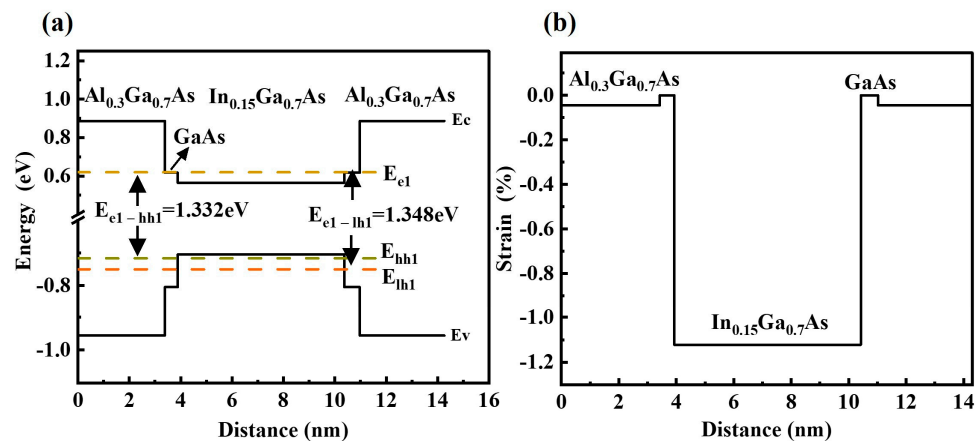 (a)
1.2
0.9
0.6
-0.8
-1.0
Energy (eV)
Al0.3Ga0.7As
In0.15Ga0.7As
Al0.3Ga0.7As
Ec
GaAs
Ee1
Ee1 – hh1=1.332eV
Ee1 – lh1=1.348eV
Ehh1
Elh1
Ev
0 2 4 6 8 10 12 14 16
Distance (nm)
(b)
0.0
-0.2
-0.4
-0.6
-0.8
-1.0
-1.2
Strain (%)
Al0.3Ga0.7As
GaAs
In0.15Ga0.7As
0 2 4 6 8 10 12 14
Distance (nm)